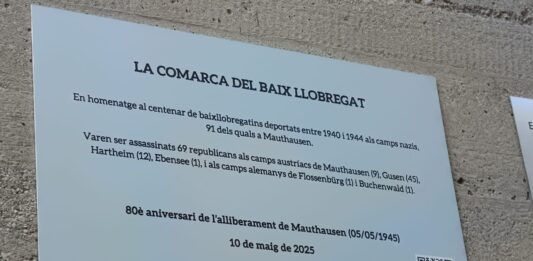 LA COMARCA DEL BAIX LLOBREGAT
En homenatge al centenar de baixllobregatins deportats entre 1940 i 1944 als camps nazis,
91 dels quals a Mauthausen.
Varen ser assassinats 69 republicans als camps austríacs de Mauthausen (9), Gusen (45),
Hartheim (12), Ebensee (1), i als camps alemanys de Flossenbürg (1) i Buchenwald (1).
80è aniversari de l'alliberament de Mauthausen (05/05/1945)
10 de maig de 2025
E